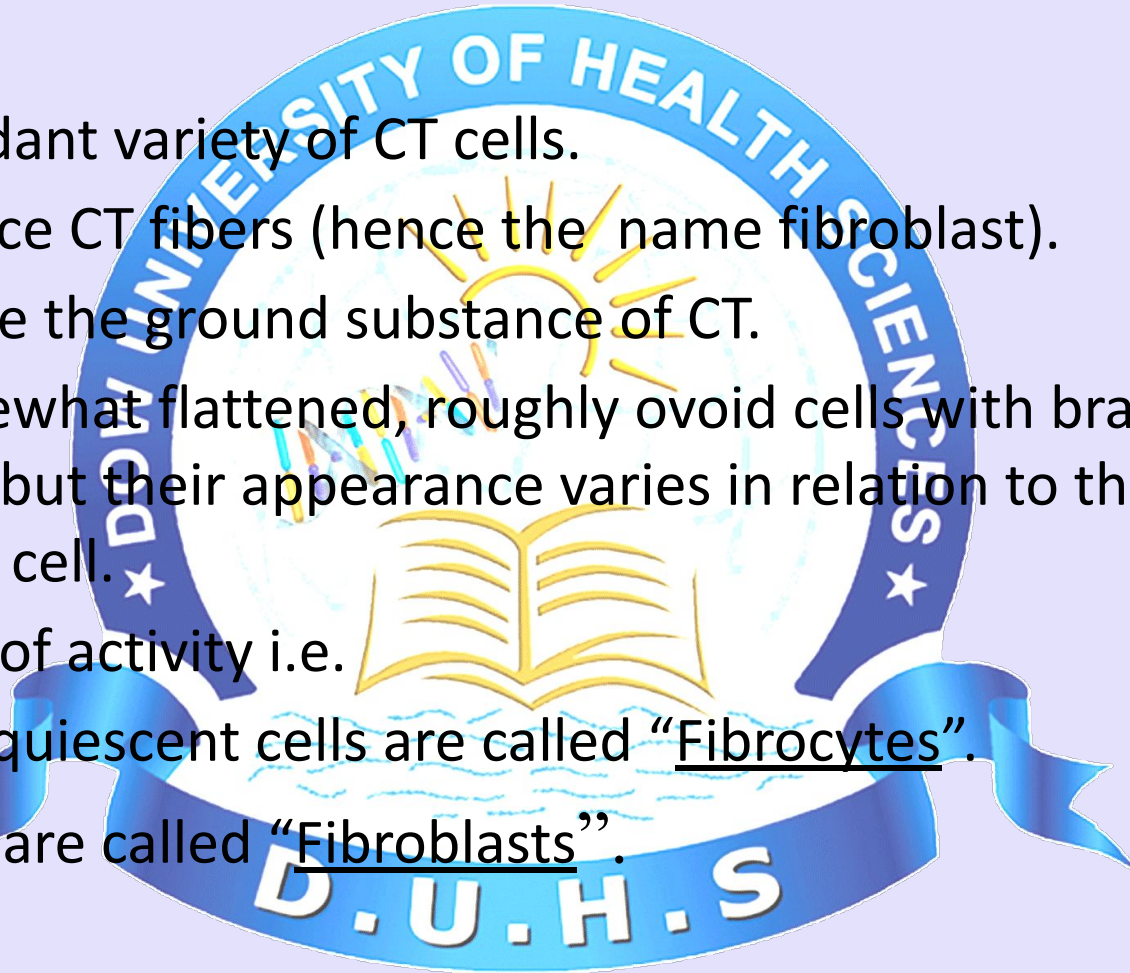 DOW UNIVERSITY OF HEALTH SCIENCES
dant variety of CT cells.
ce CT fibers (hence the name fibroblast).
e the ground substance of CT.
ewhat flattened, roughly ovoid cells with bra
but their appearance varies in relation to th
cell.
of activity i.e.
quiescent cells are called “Fibrocytes”.
are called “Fibroblasts”.
D.U.H.S